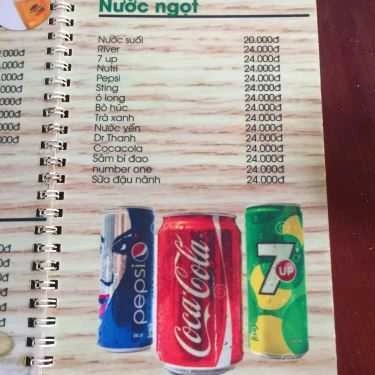 Nước ngọt
Nước suối 20.000đ
River 24.000đ
7 up 24.000đ
Nutri 24.000đ
Pepsi 24.000đ
Sting 24.000đ
ô long 24.000đ
Bò húc 24.000đ
Trà xanh 24.000đ
Nước yến 24.000đ
Dr Thanh 24.000đ
Cocacola 24.000đ
Sâm bí đao 24.000đ
number one 24.000đ
Sữa đậu nành 24.000đ
pepsi
Coca-Cola
7UP